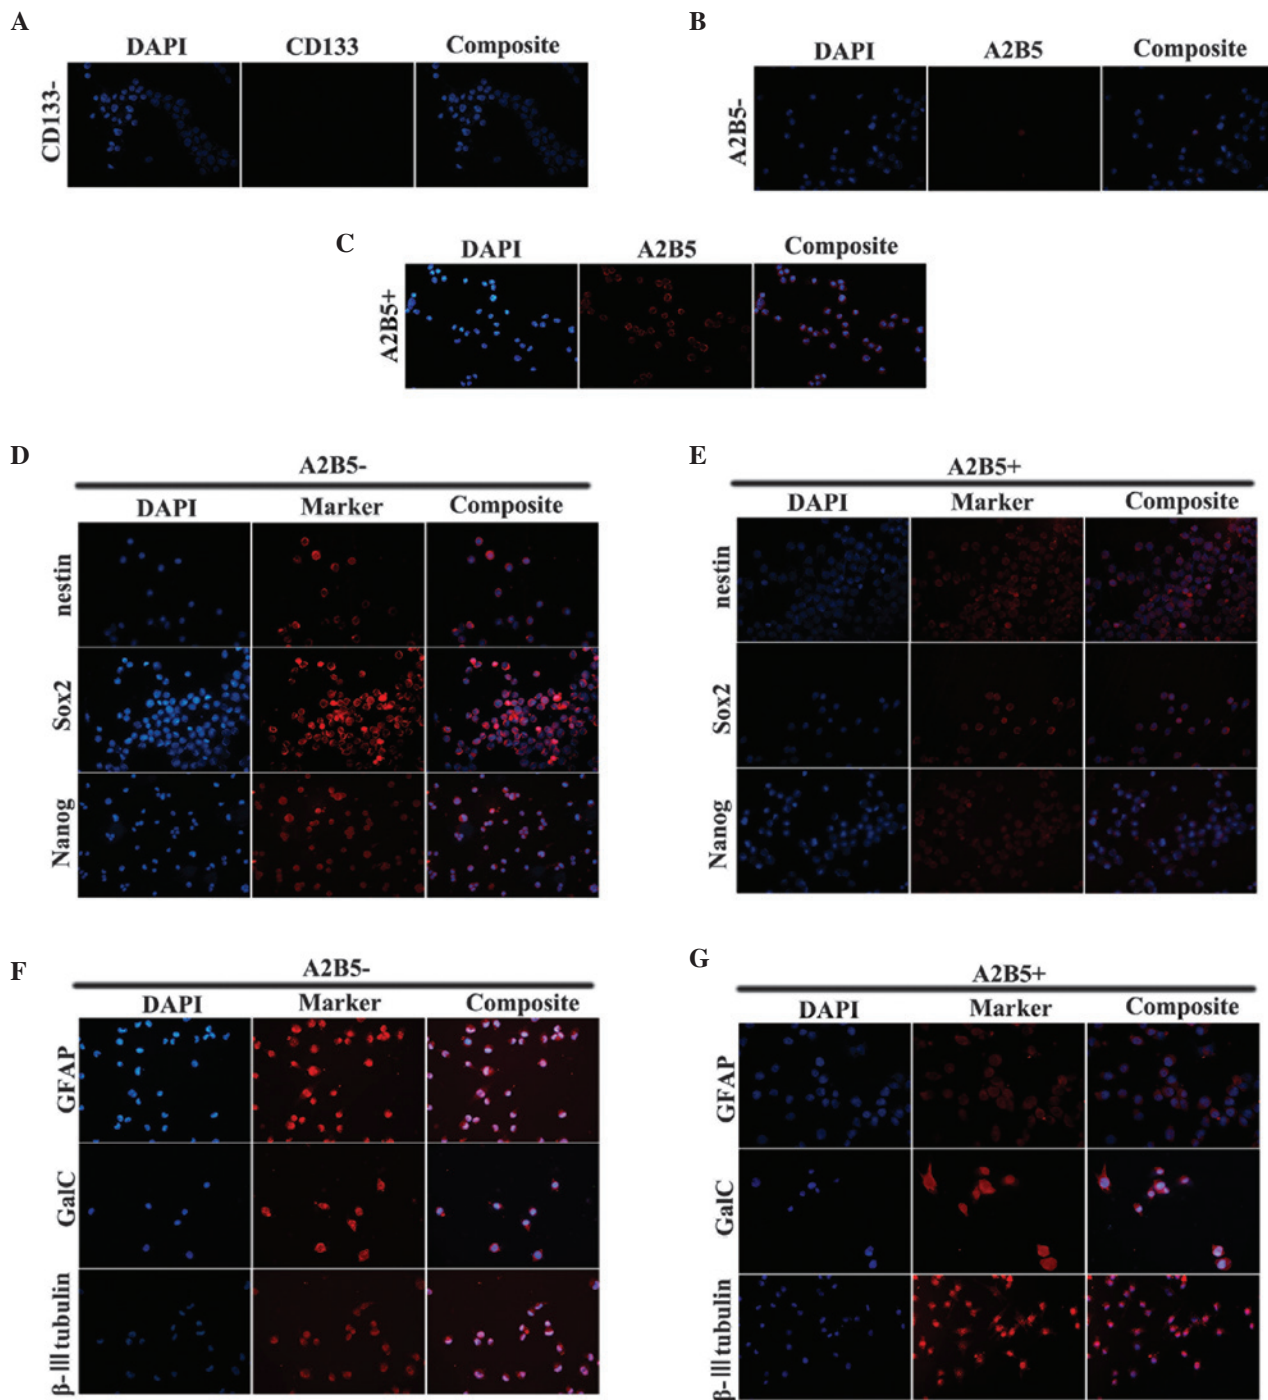 A
DAPI CD133 Composite
CD133-
B
DAPI A2B5 Composite
A2B5-
C
DAPI A2B5 Composite
A2B5+
D
A2B5-
DAPI Marker Composite
nestin
Sox2
Nanog
E
A2B5+
DAPI Marker Composite
nestin
Sox2
Nanog
F
A2B5-
DAPI Marker Composite
GFAP
GalC
β-III tubulin
G
A2B5+
DAPI Marker Composite
GFAP
GalC
β-III tubulin